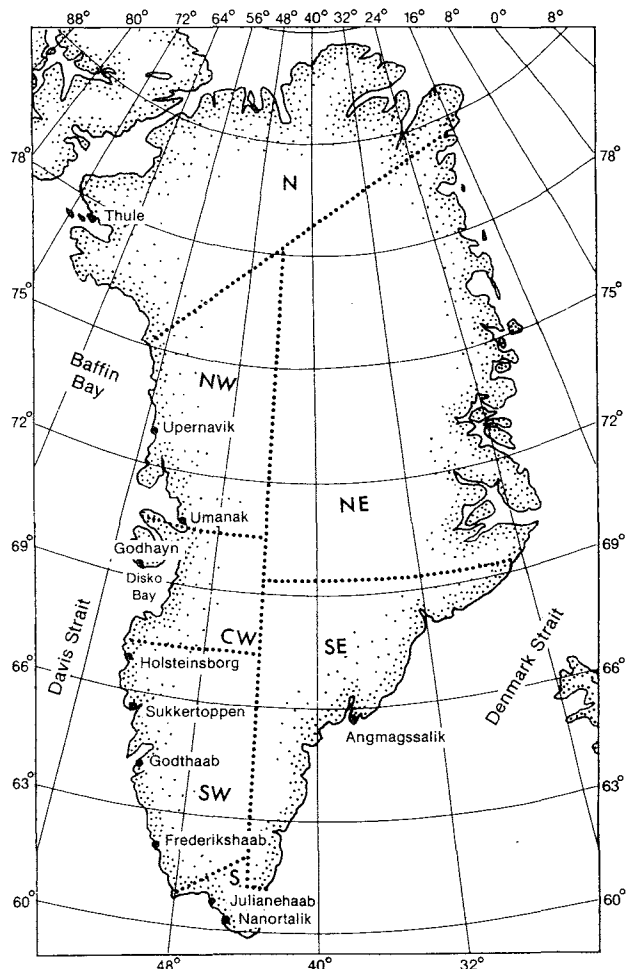 88° 80° 72° 64° 56° 48° 40° 32° 24° 16° 8° 0° 8°
78° 78°
N
Thule
75° 75°
Baffin
Bay
NW
72° 72°
Upernavik
NE
Umanak
69° 69°
Godhayn
Disko
Bay
Davis Strait
CW
SE
Denmark Strait
66° 66°
Holsteinsborg
Sukkertoppen
Angmagssalik
Godthaab
63° 63°
SW
Frederikshaab
S
60° 60°
Julianehaab
Nanortalik
48° 40° 32°